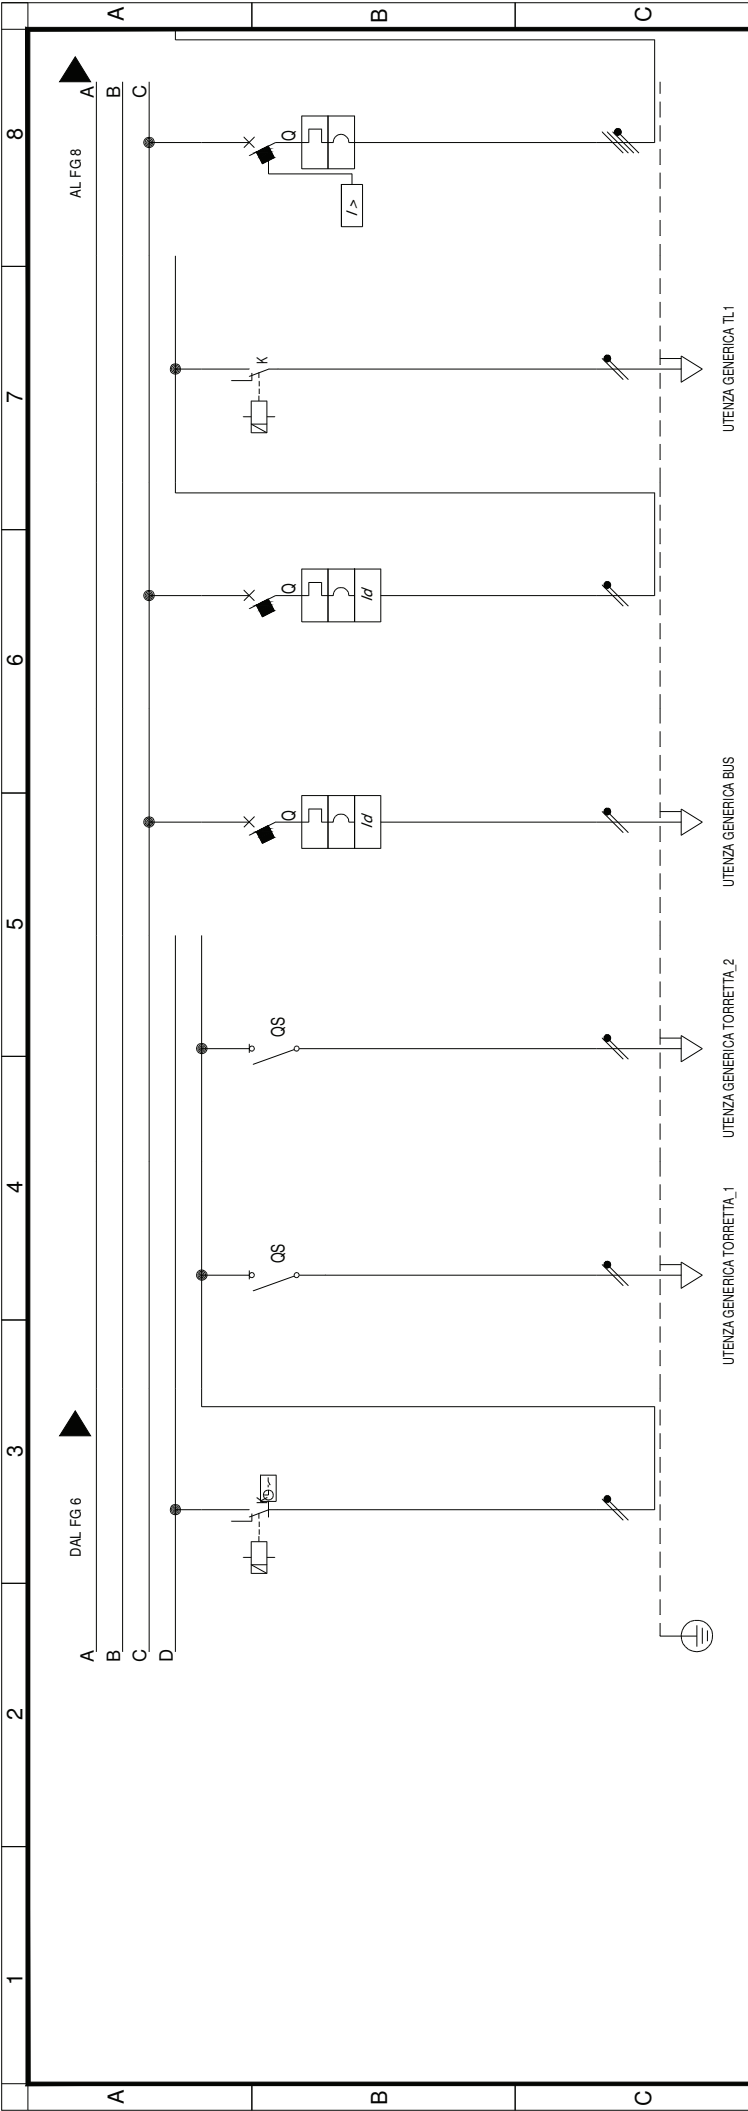 1 2 3 4 5 6 7 8
A A
DAL FG 6 AL FG 8
A A
B B
C C
D
K Q Q K Q
QS QS
Id Id
I >
B B
C C
UTENZA GENERICA TORRETTA_1
UTENZA GENERICA TORRETTA_2
UTENZA GENERICA BUS
UTENZA GENERICA TL1